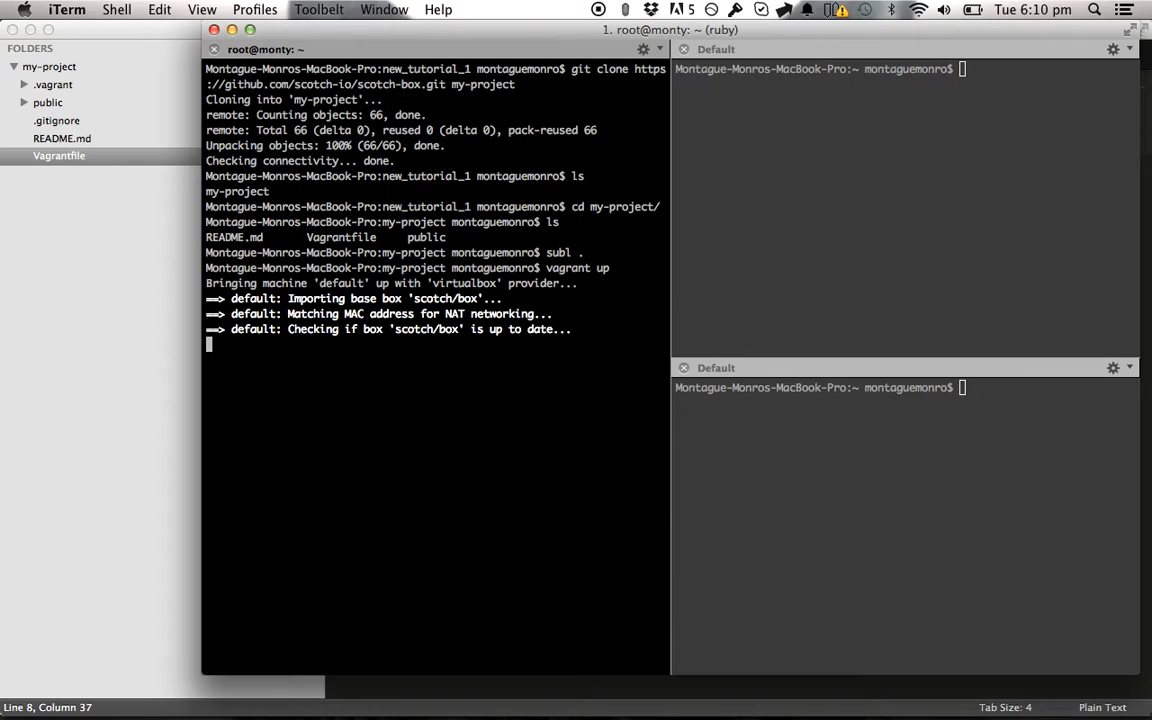 iTerm Shell Edit View Profiles Toolbelt Window Help 5 Tue 6:10 pm
1. root@monty: ~ (ruby)
FOLDERS
my-project
.vagrant
public
.gitignore
README.md
Vagrantfile
root@monty: ~
Montague-Monros-MacBook-Pro:new_tutorial_1 montaguemonro$ git clone https
://github.com/scotch-io/scotch-box.git my-project
Cloning into 'my-project'...
remote: Counting objects: 66, done.
remote: Total 66 (delta 0), reused 0 (delta 0), pack-reused 66
Unpacking objects: 100% (66/66), done.
Checking connectivity... done.
Montague-Monros-MacBook-Pro:new_tutorial_1 montaguemonro$ ls
my-project
Montague-Monros-MacBook-Pro:new_tutorial_1 montaguemonro$ cd my-project/
Montague-Monros-MacBook-Pro:my-project montaguemonro$ ls
README.md Vagrantfile public
Montague-Monros-MacBook-Pro:my-project montaguemonro$ subl .
Montague-Monros-MacBook-Pro:my-project montaguemonro$ vagrant up
Bringing machine 'default' up with 'virtualbox' provider...
==> default: Importing base box 'scotch/box'...
==> default: Matching MAC address for NAT networking...
==> default: Checking if box 'scotch/box' is up to date...
Default
Montague-Monros-MacBook-Pro:~ montaguemonro$
Default
Montague-Monros-MacBook-Pro:~ montaguemonro$
Line 8, Column 37 Tab Size: 4 Plain Text